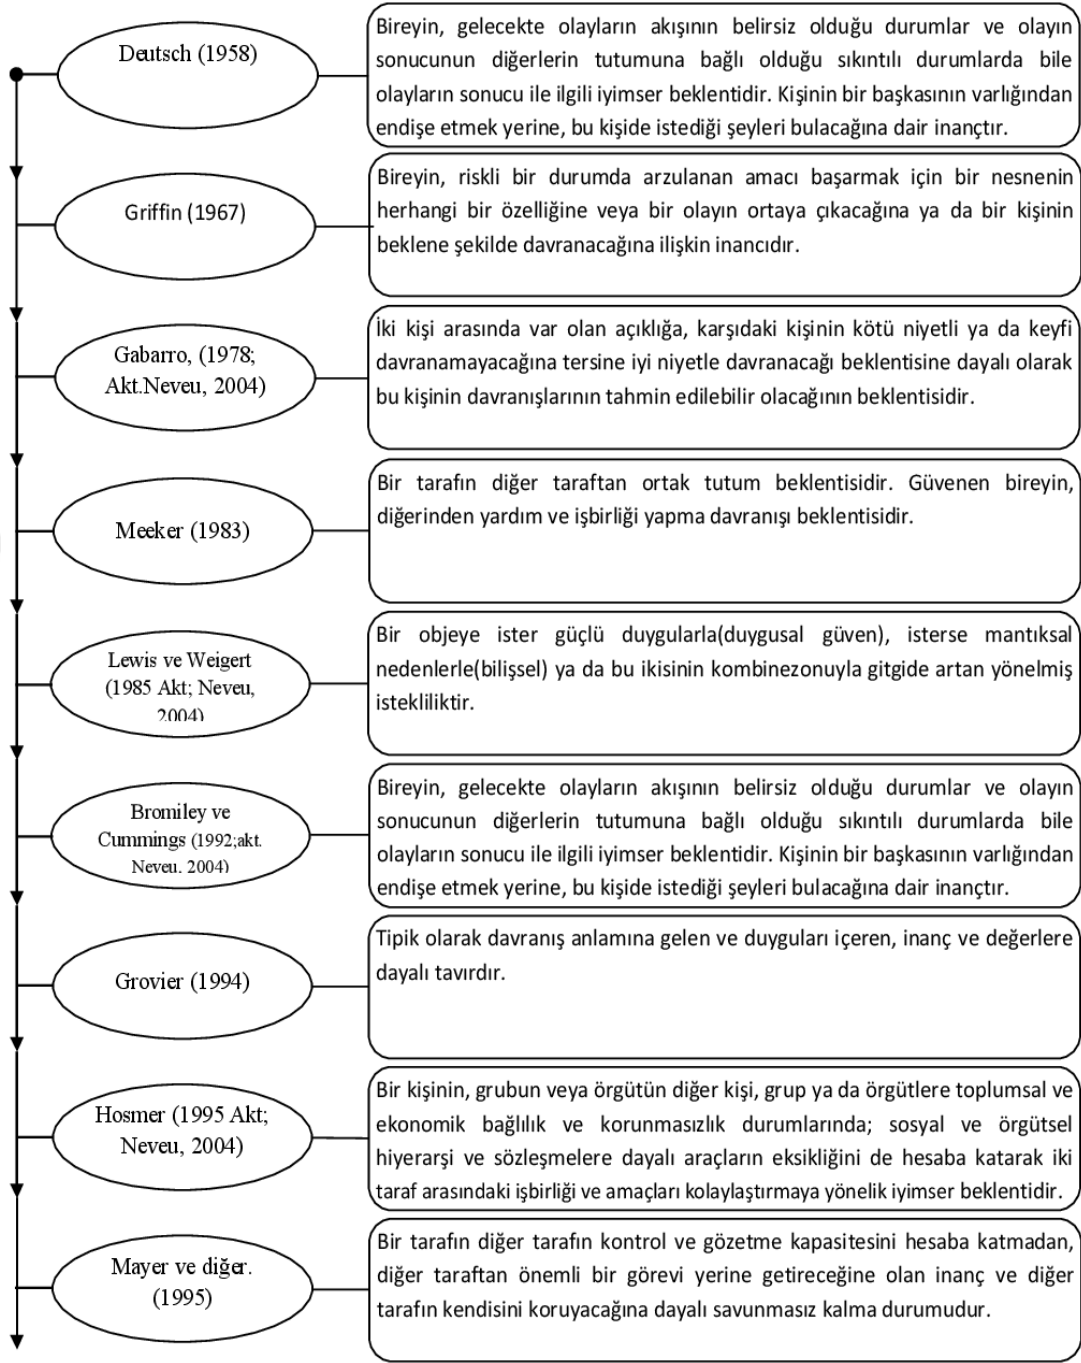 Deutsch (1958)
Bireyin, gelecekte olayların akışının belirsiz olduğu durumlar ve olayın
sonucunun diğerlerin tutumuna bağlı olduğu sıkıntılı durumlarda bile
olayların sonucu ile ilgili iyimser beklentidir. Kişinin bir başkasının varlığından
endişe etmek yerine, bu kişide istediği şeyleri bulacağına dair inançtır.
Griffin (1967)
Bireyin, riskli bir durumda arzulanan amacı başarmak için bir nesnenin
herhangi bir özelliğine veya bir olayın ortaya çıkacağına ya da bir kişinin
beklene şekilde davranacağına ilişkin inancıdır.
Gabarro, (1978;
Akt.Neveu, 2004)
İki kişi arasında var olan açıklığa, karşıdaki kişinin kötü niyetli ya da keyfi
davranamayacağına tersine iyi niyetle davranacağı beklentisine dayalı olarak
bu kişinin davranışlarının tahmin edilebilir olacağının beklentisidir.
Meeker (1983)
Bir tarafın diğer taraftan ortak tutum beklentisidir. Güvenen bireyin,
diğerinden yardım ve işbirliği yapma davranışı beklentisidir.
Lewis ve Weigert
(1985 Akt; Neveu,
2004)
Bir objeye ister güçlü duygularla(duygusal güven), isterse mantıksal
nedenlerle(bilişsel) ya da bu ikisinin kombinezonuyla gitgide artan yönelmiş
istekliliktir.
Bromiley ve
Cummings (1992;akt.
Neveu, 2004)
Bireyin, gelecekte olayların akışının belirsiz olduğu durumlar ve olayın
sonucunun diğerlerin tutumuna bağlı olduğu sıkıntılı durumlarda bile
olayların sonucu ile ilgili iyimser beklentidir. Kişinin bir başkasının varlığından
endişe etmek yerine, bu kişide istediği şeyleri bulacağına dair inançtır.
Grovier (1994)
Tipik olarak davranış anlamına gelen ve duyguları içeren, inanç ve değerlere
dayalı tavırdır.
Hosmer (1995 Akt;
Neveu, 2004)
Bir kişinin, grubun veya örgütün diğer kişi, grup ya da örgütlere toplumsal ve
ekonomik bağlılık ve korunmasızlık durumlarında; sosyal ve örgütsel
hiyerarşi ve sözleşmelere dayalı araçların eksikliğini de hesaba katarak iki
taraf arasındaki işbirliği ve amaçları kolaylaştırmaya yönelik iyimser beklentidir.
Mayer ve diğer.
(1995)
Bir tarafın diğer tarafın kontrol ve gözetme kapasitesini hesaba katmadan,
diğer taraftan önemli bir görevi yerine getireceğine olan inanç ve diğer
tarafın kendisini koruyacağına dayalı savunmasız kalma durumudur.